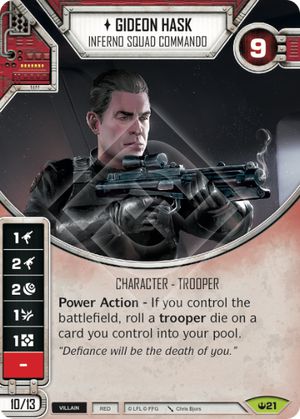 GIDEON HASK
INFERNO SQUAD COMMANDO
9
1
2
2
1
1
-
CHARACTER - TROOPER
Power Action - If you control the
battlefield, roll a trooper die on a
card you control into your pool.
"Defiance will be the death of you."
10/13
VILLAIN
RED
© LFL © FFG
Chris Bjors
21